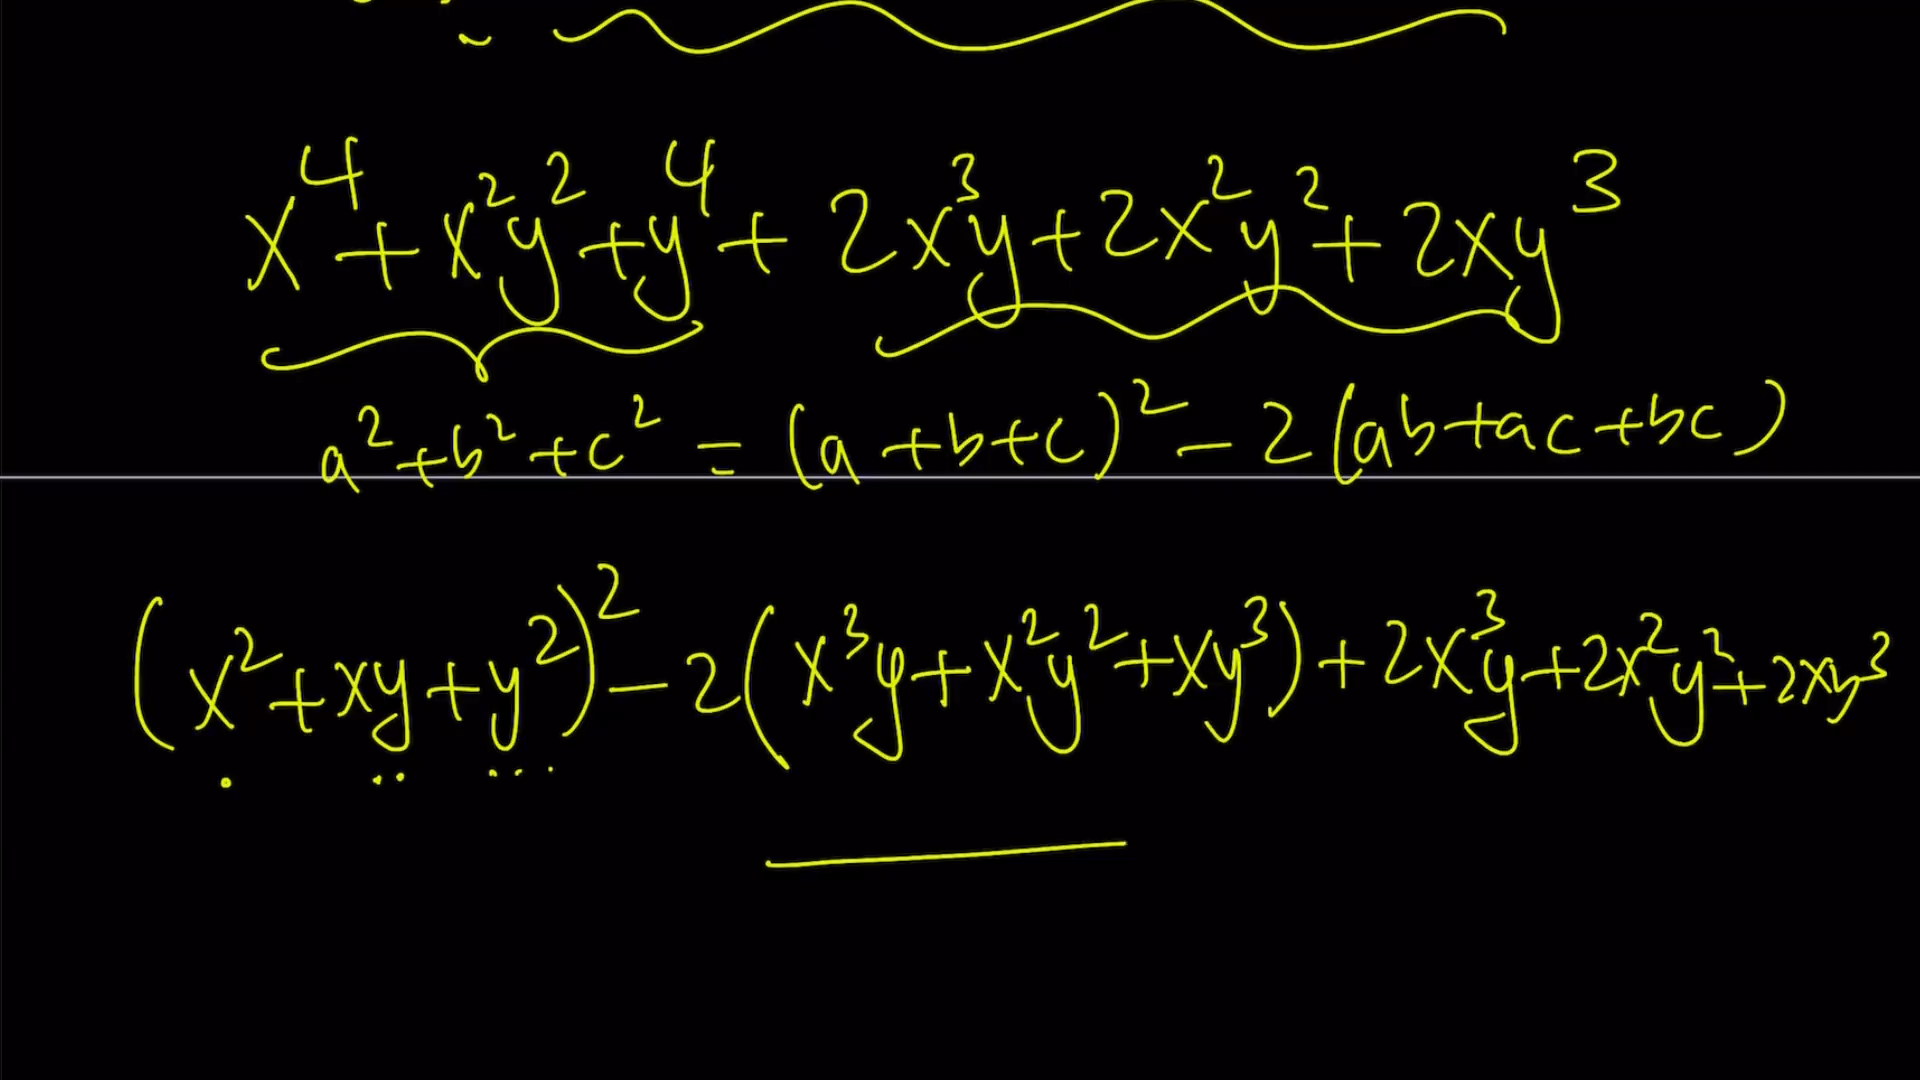 x⁴ + x²y² + y⁴ + 2x³y + 2x²y² + 2xy³
a² + b² + c² = (a + b + c)² - 2(ab + ac + bc)
(x² + xy + y²)² - 2(x³y + x²y² + xy³) + 2x³y + 2x²y² + 2xy³